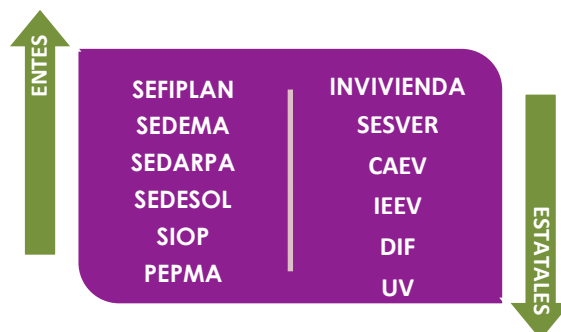 ENTES
SEFIPLAN
SEDEMA
SEDARPA
SEDESOL
SIOP
PEPMA
INVIVIENDA
SESVER
CAEV
IEEV
DIF
UV
ESTATALES